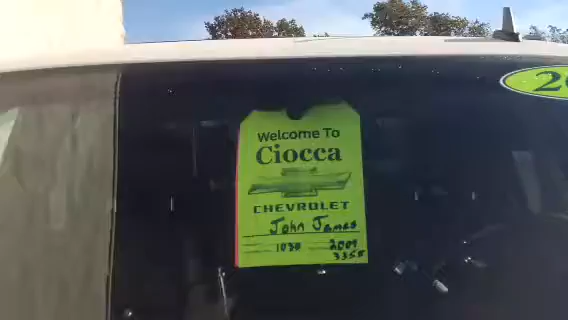 Welcome To
Ciocca
CHEVROLET
John James
1030 2009
3355